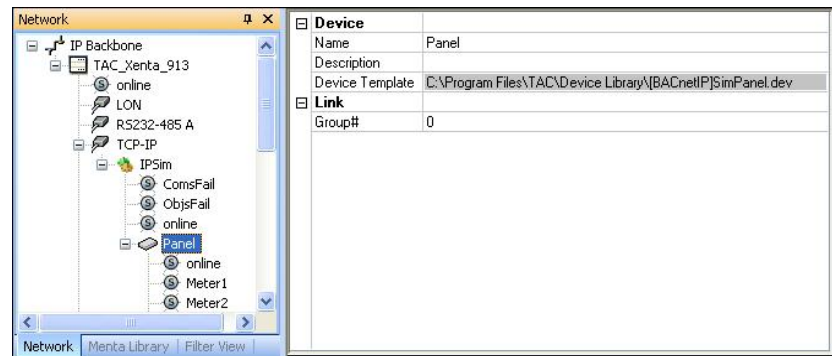 Network
IP Backbone
TAC_Xenta_913
online
LON
RS232-485 A
TCP-IP
IPSim
ComsFail
ObjsFail
online
Panel
online
Meter1
Meter2
Network Menta Library Filter View
Device
Name Panel
Description
Device Template C:\Program Files\TAC\Device Library\[BACnetIP]SimPanel.dev
Link
Group# 0